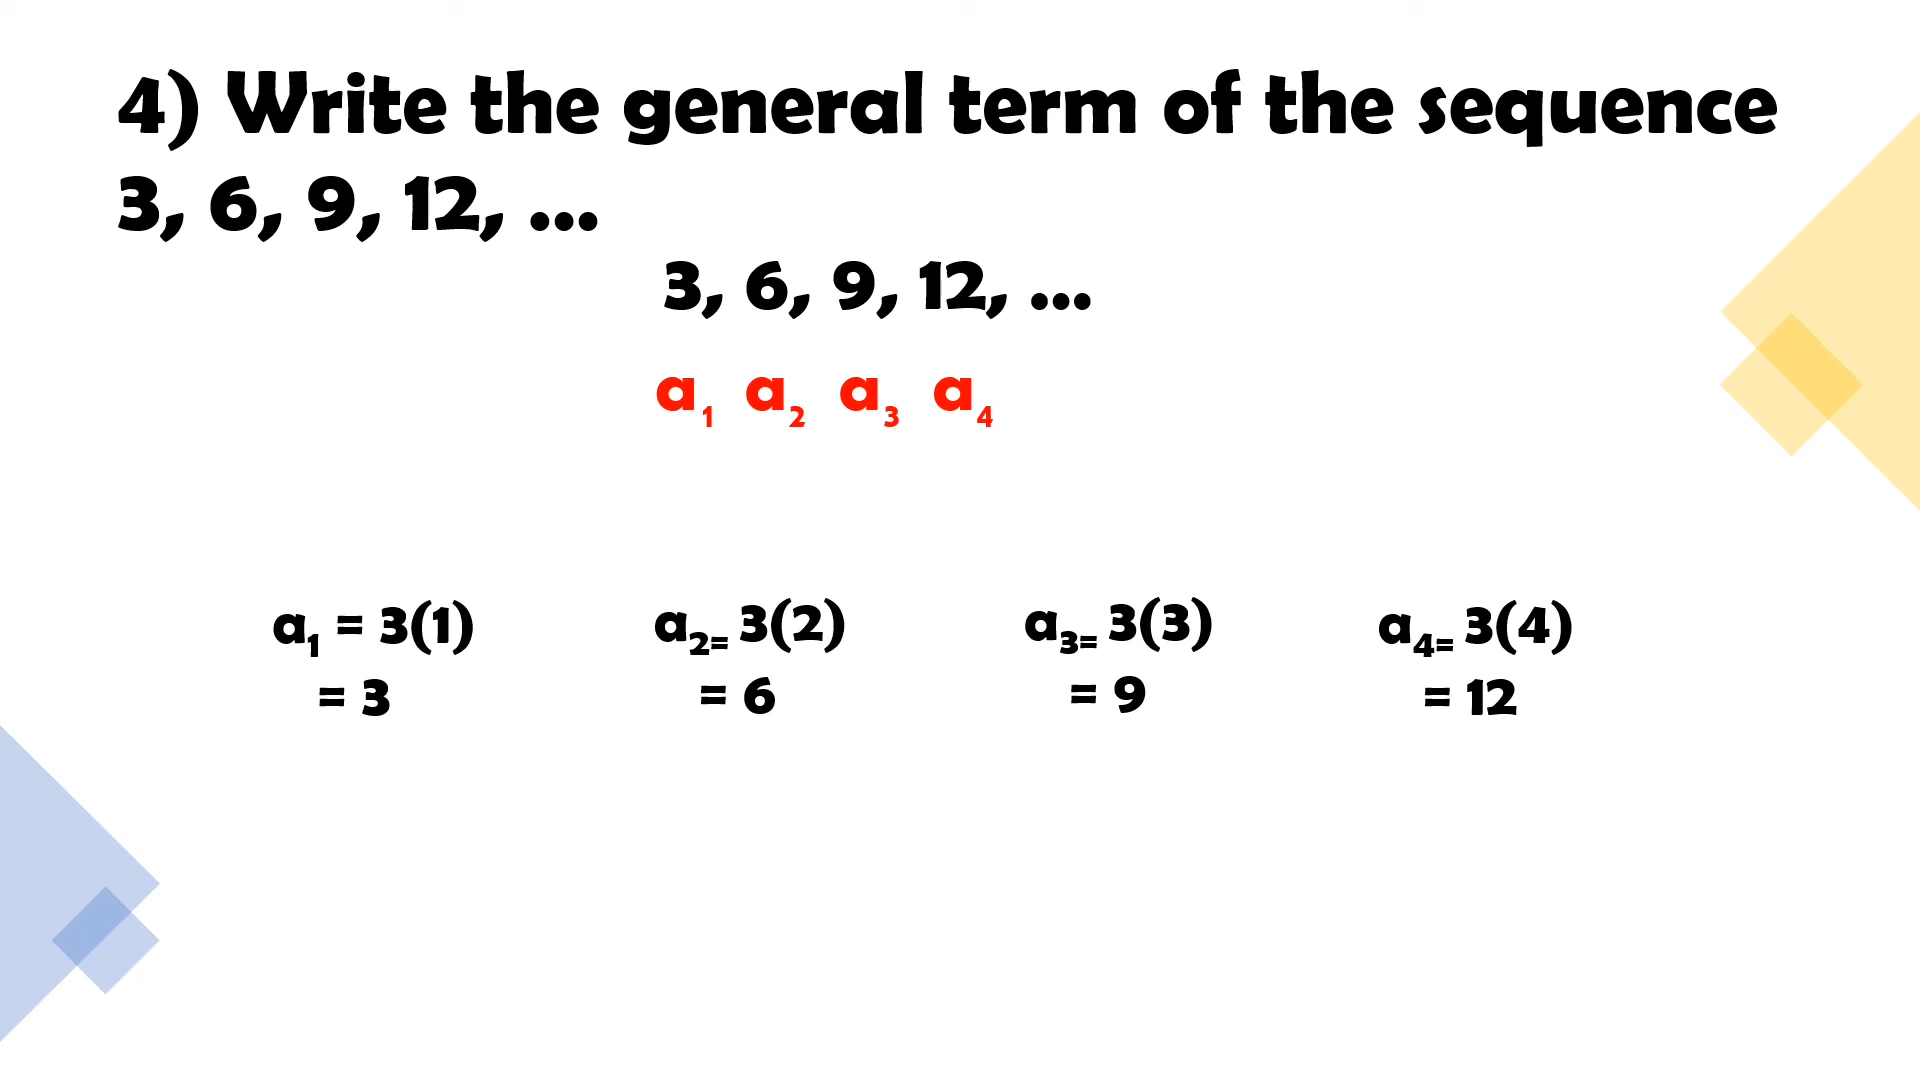 4) Write the general term of the sequence
3, 6, 9, 12, ...
3, 6, 9, 12, ...
a₁ a₂ a₃ a₄
a₁ = 3(1)
= 3
a₂₌ 3(2)
= 6
a₃₌ 3(3)
= 9
a₄₌ 3(4)
= 12